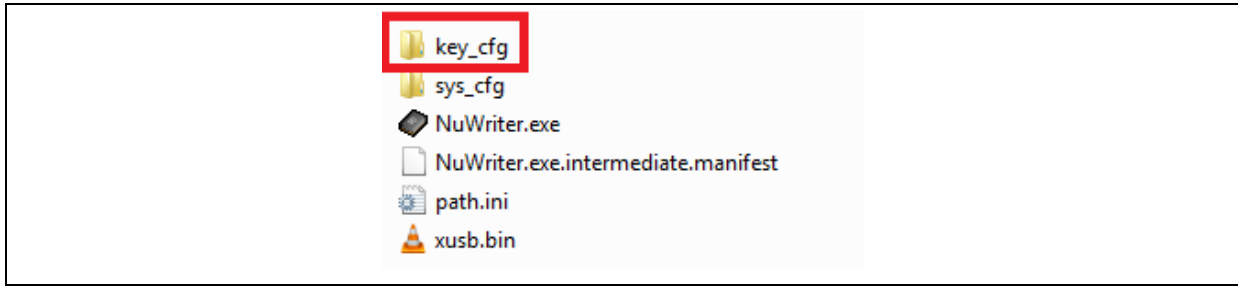 key_cfg
sys_cfg
NuWriter.exe
NuWriter.exe.intermediate.manifest
path.ini
xusb.bin